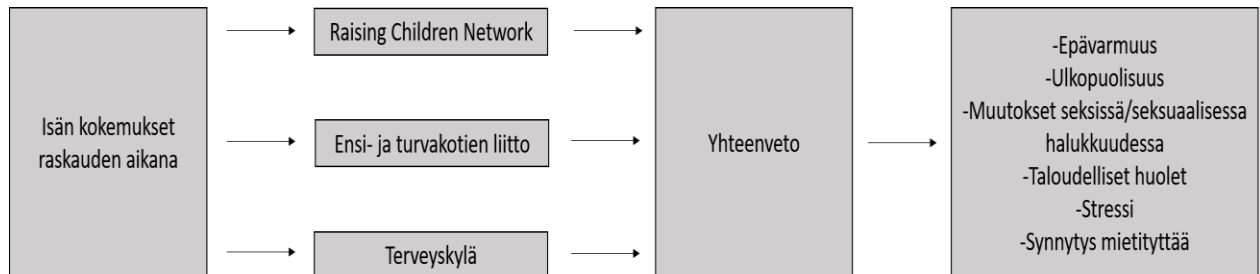 Isän kokemukset
raskauden aikana
Raising Children Network
Ensi- ja turvakotien liitto
Terveyskylä
Yhteenveto
-Epävarmuus
-Ulkopuolisuus
-Muutokset seksissä/seksuaalisessa
halukkuudessa
-Taloudelliset huolet
-Stressi
-Synnytys mietityttää